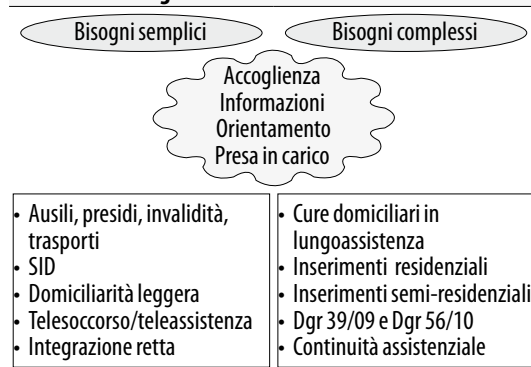 Bisogni semplici
Bisogni complessi
Accoglienza
Informazioni
Orientamento
Presa in carico
• Ausili, presidi, invalidità,
trasporti
• SID
• Domiciliarità leggera
• Telesoccorso/teleassistenza
• Integrazione retta
• Cure domiciliari in
lungoassistenza
• Inserimenti residenziali
• Inserimenti semi-residenziali
• Dgr 39/09 e Dgr 56/10
• Continuità assistenziale